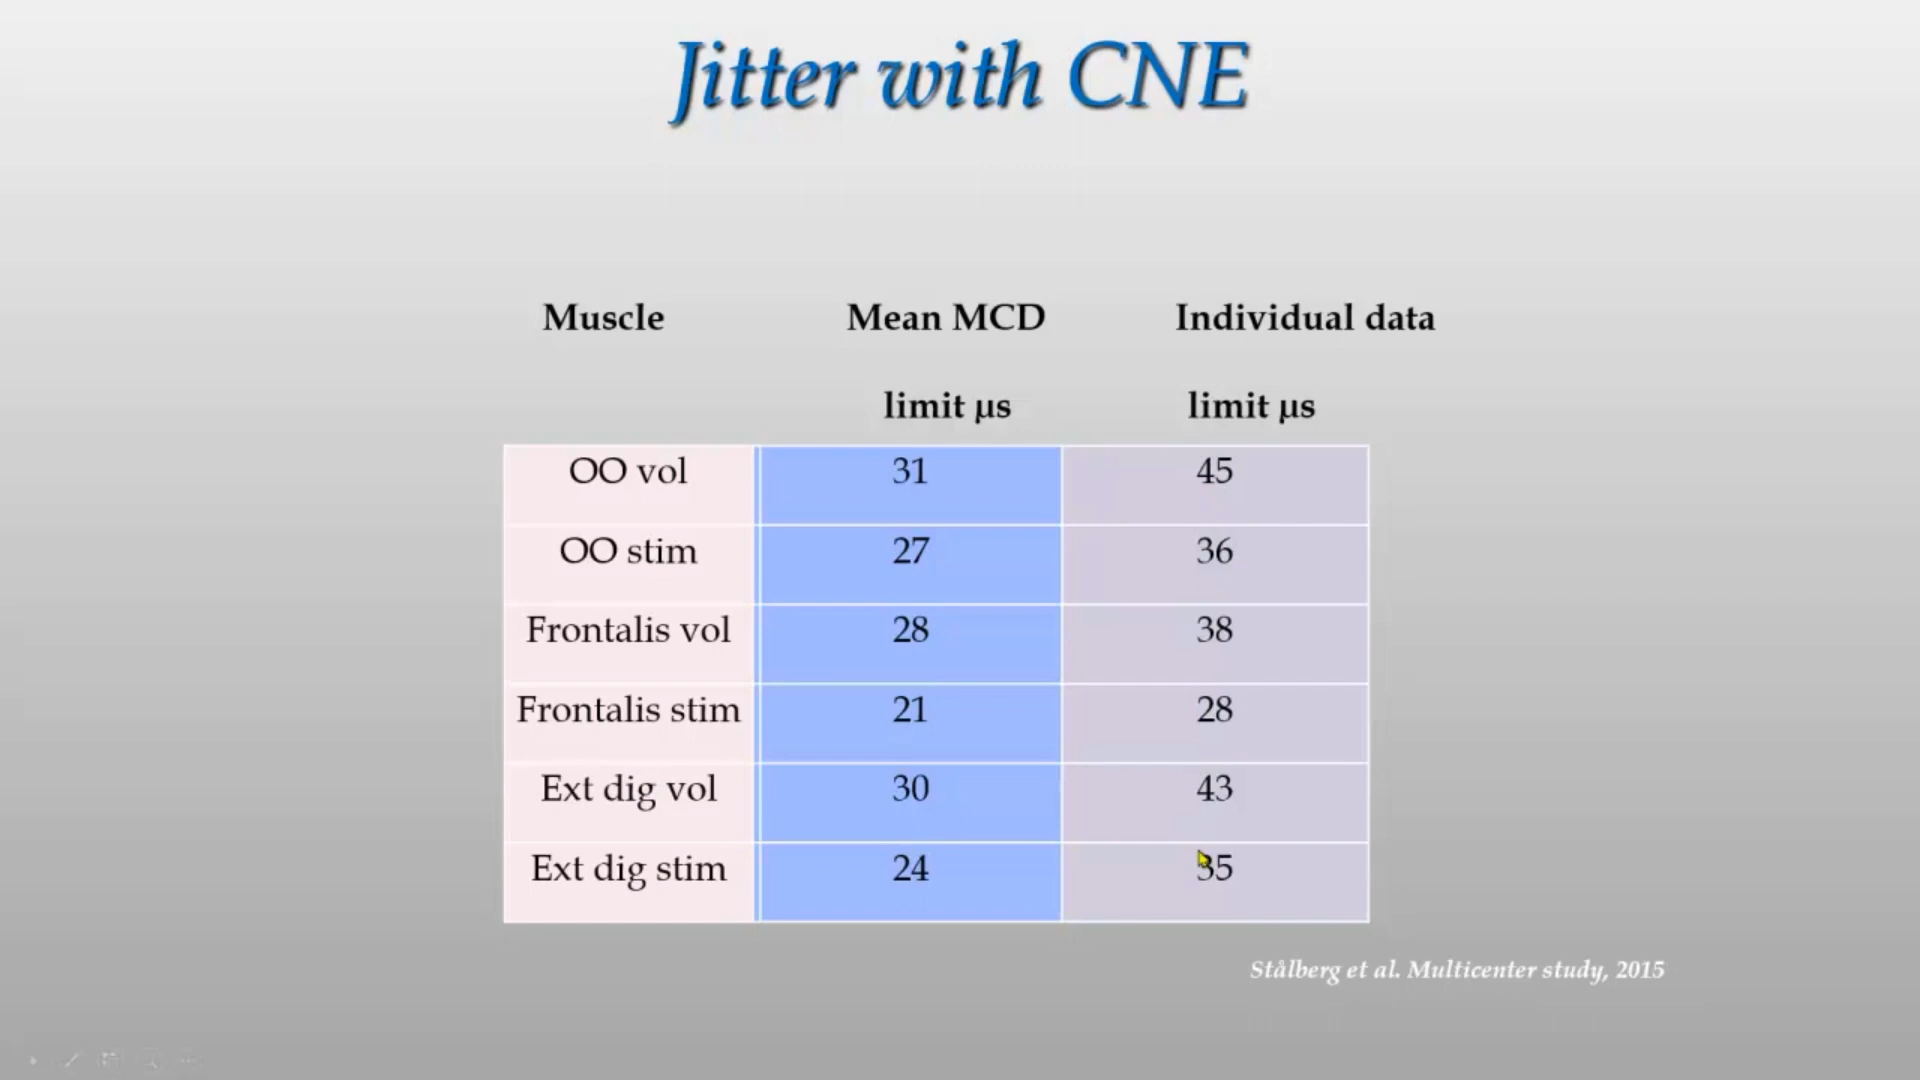 Jitter with CNE
Muscle Mean MCD Individual data
limit μs limit μs
OO vol 31 45
OO stim 27 36
Frontalis vol 28 38
Frontalis stim 21 28
Ext dig vol 30 43
Ext dig stim 24 35
Stålberg et al. Multicenter study, 2015